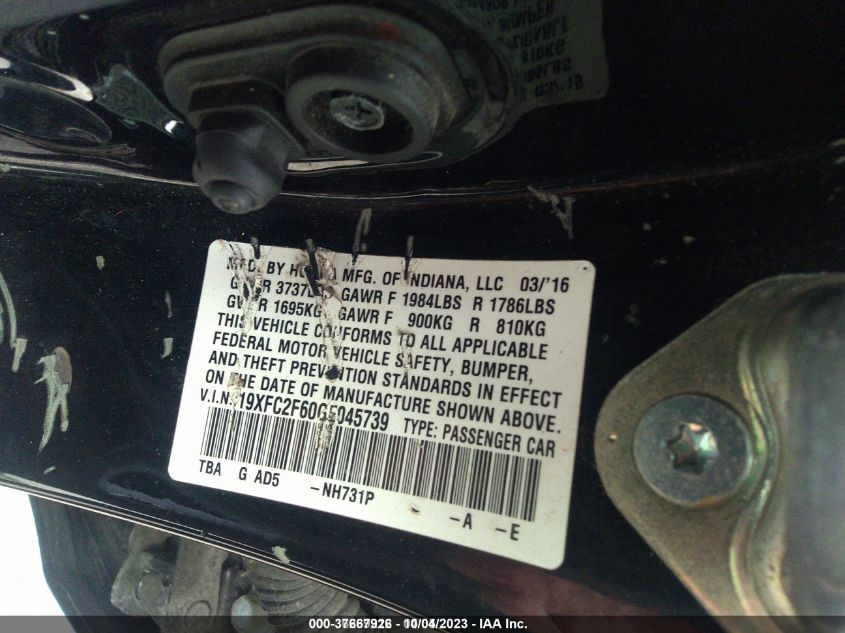 MFD. BY HONDA MFG. OF INDIANA, LLC 03/'16
GVWR 3737LBS GAWR F 1984LBS R 1786LBS
GVWR 1695KG GAWR F 900KG R 810KG
THIS VEHICLE CONFORMS TO ALL APPLICABLE
FEDERAL MOTOR VEHICLE SAFETY, BUMPER,
AND THEFT PREVENTION STANDARDS IN EFFECT
ON THE DATE OF MANUFACTURE SHOWN ABOVE.
V.I.N. 19XFC2F60GE045739 TYPE: PASSENGER CAR
TBA G AD5 -NH731P -A -E
000-37667926 - 10/04/2023 - IAA Inc.